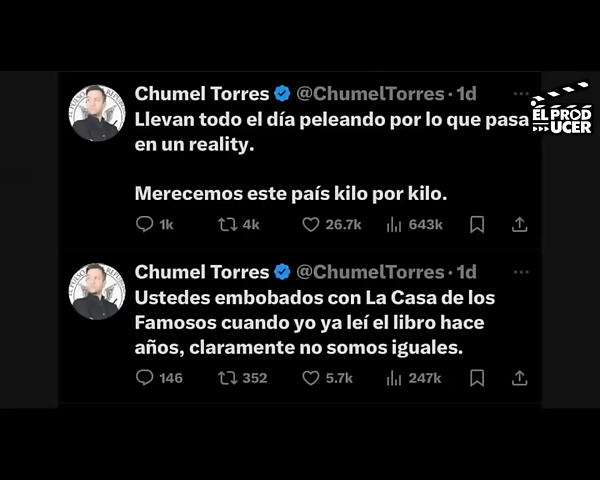 Chumel Torres @ChumelTorres · 1d
Llevan todo el día peleando por lo que pasa
en un reality.
Merecemos este país kilo por kilo.
1k 4k 26.7k 643k
EL PROD
UCER
Chumel Torres @ChumelTorres · 1d
Ustedes embobados con La Casa de los
Famosos cuando yo ya leí el libro hace
años, claramente no somos iguales.
146 352 5.7k 247k